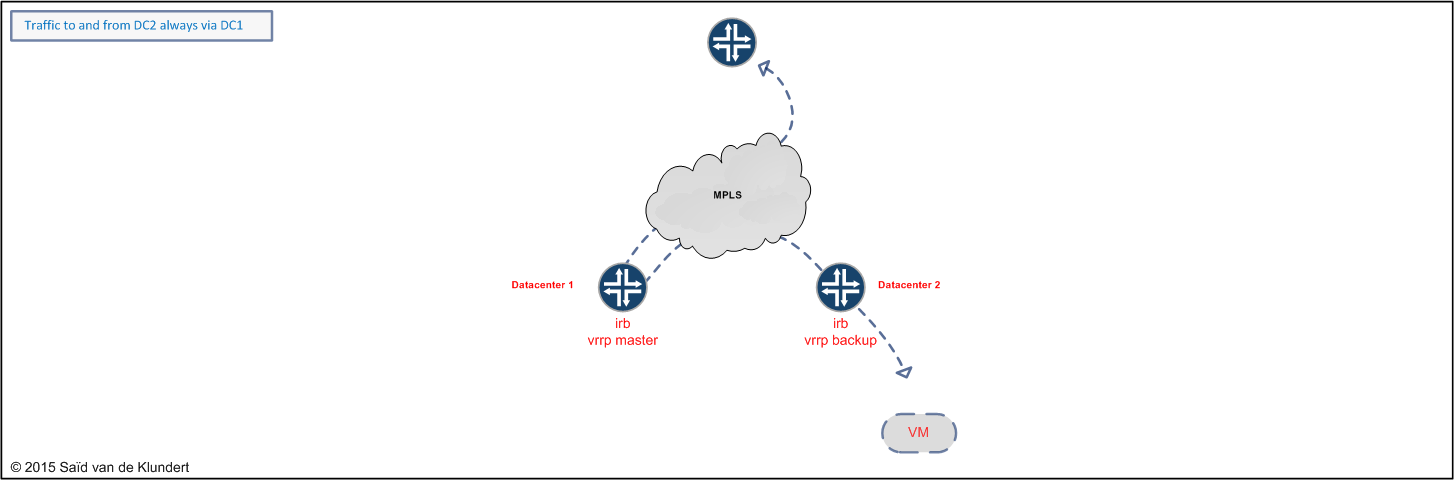 Traffic to and from DC2 always via DC1
MPLS
Datacenter 1
Datacenter 2
irb
vrrp master
irb
vrrp backup
VM
© 2015 Saïd van de Klundert